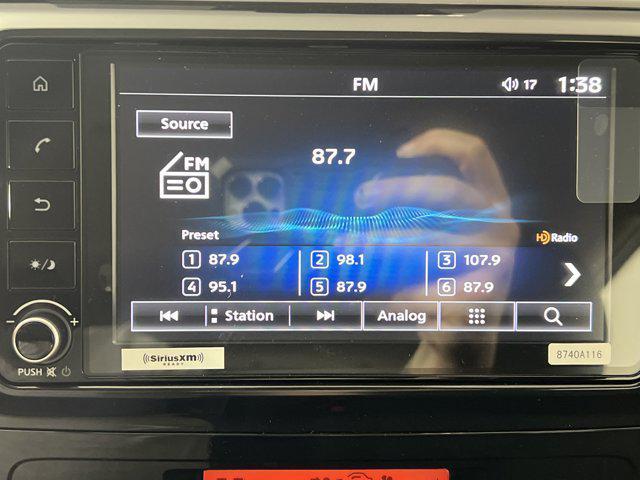 FM 17 1:38
Source
FM
87.7
Preset
HD Radio
1 87.9 2 98.1 3 107.9
4 95.1 5 87.9 6 87.9
Station Analog
- +
PUSH
((SiriusXM))
READY
8740A116